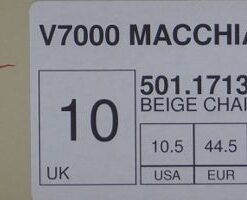 V7000 MACCHIA
10
UK
501.1713
BEIGE CHA
10.5 44.5
USA EUR